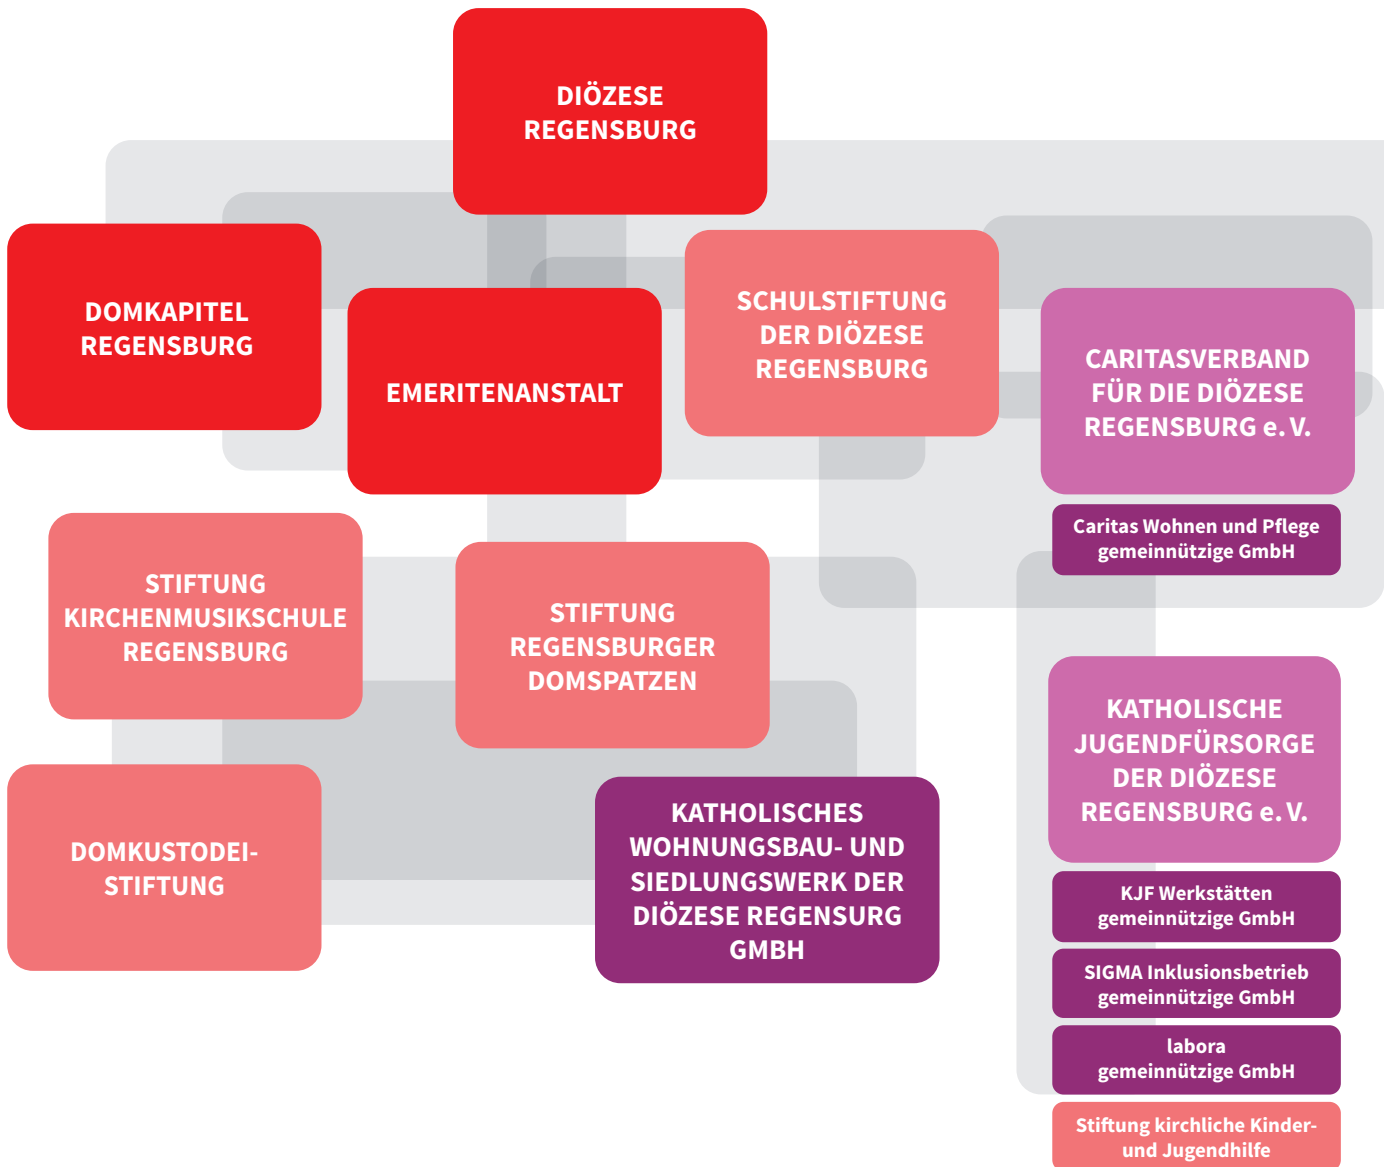 DIÖZESE
REGENSBURG
DOMKAPITEL
REGENSBURG
EMERITENANSTALT
SCHULSTIFTUNG
DER DIÖZESE
REGENSBURG
CARITASVERBAND
FÜR DIE DIÖZESE
REGENSBURG e. V.
Caritas Wohnen und Pflege
gemeinnützige GmbH
STIFTUNG
KIRCHENMUSIKSCHULE
REGENSBURG
STIFTUNG
REGENSBURGER
DOMSPATZEN
DOMKUSTODEI-
STIFTUNG
KATHOLISCHES
WOHNUNGSBAU- UND
SIEDLUNGSWERK DER
DIÖZESE REGENSURG
GMBH
KATHOLISCHE
JUGENDFÜRSORGE
DER DIÖZESE
REGENSBURG e. V.
KJF Werkstätten
gemeinnützige GmbH
SIGMA Inklusionsbetrieb
gemeinnützige GmbH
labora
gemeinnützige GmbH
Stiftung kirchliche Kinder-
und Jugendhilfe